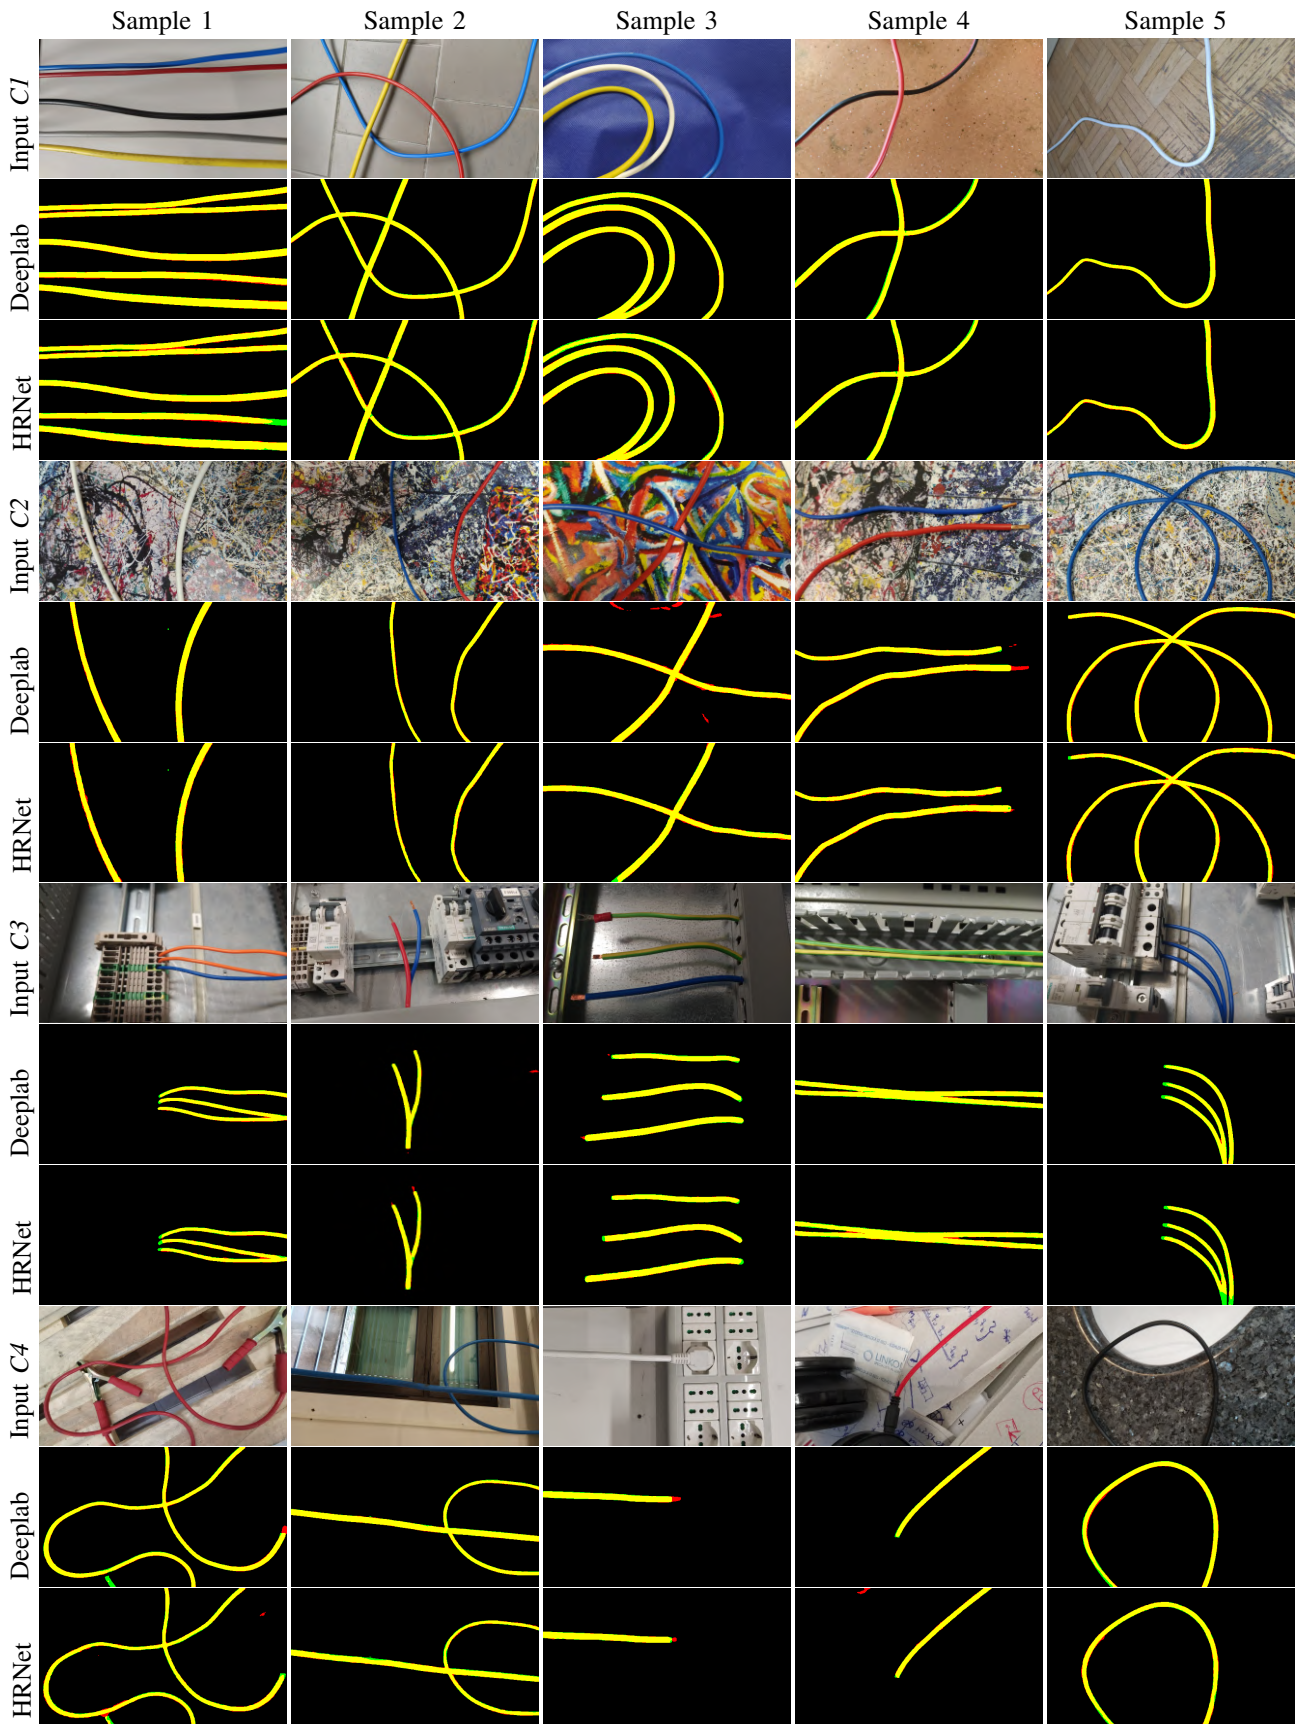 Sample 1 Sample 2 Sample 3 Sample 4 Sample 5
Input C1
Deeplab
HRNet
Input C2
Deeplab
HRNet
Input C3
Deeplab
HRNet
Input C4
Deeplab
HRNet